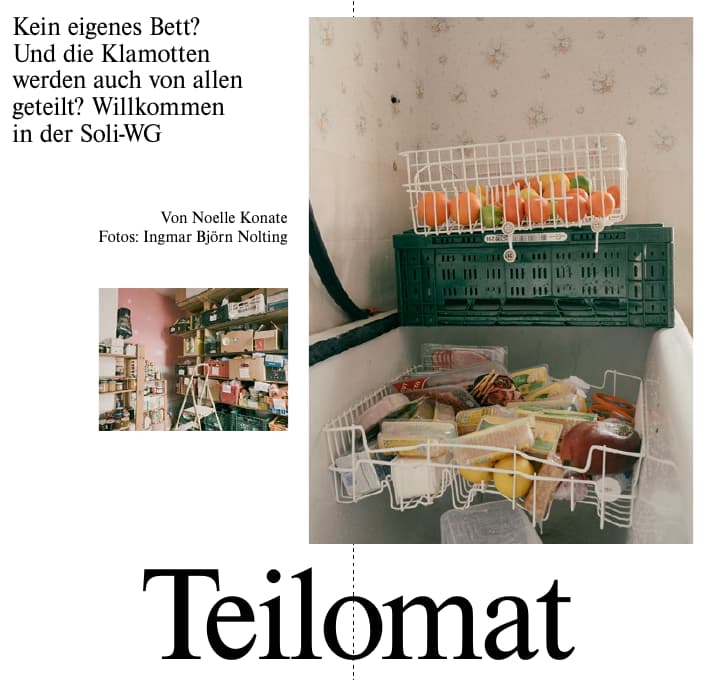 Kein eigenes Bett?
Und die Klamotten
werden auch von allen
geteilt? Willkommen
in der Soli-WG
Von Noelle Konate
Fotos: Ingmar Björn Nolting
Teilomat